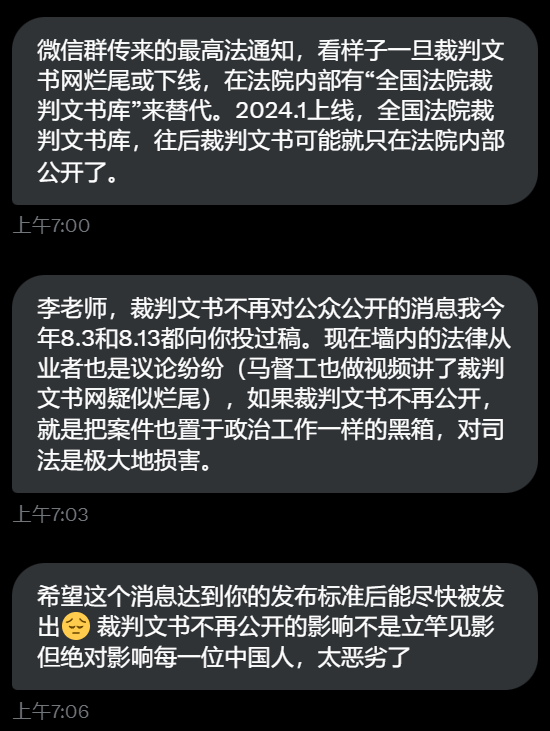 微信群传来的最高法通知，看样子一旦裁判文
书网烂尾或下线，在法院内部有“全国法院裁
判文书库”来替代。2024.1上线，全国法院裁
判文书库，往后裁判文书可能就只在法院内部
公开了。
上午7:00
李老师，裁判文书不再对公众公开的消息我今
年8.3和8.13都向你投过稿。现在墙内的法律从
业者也是议论纷纷（马督工也做视频讲了裁判
文书网疑似烂尾），如果裁判文书不再公开，
就是把案件也置于政治工作一样的黑箱，对司
法是极大地损害。
上午7:03
希望这个消息达到你的发布标准后能尽快被发
出😔 裁判文书不再公开的影响不是立竿见影
但绝对影响每一位中国人，太恶劣了
上午7:06